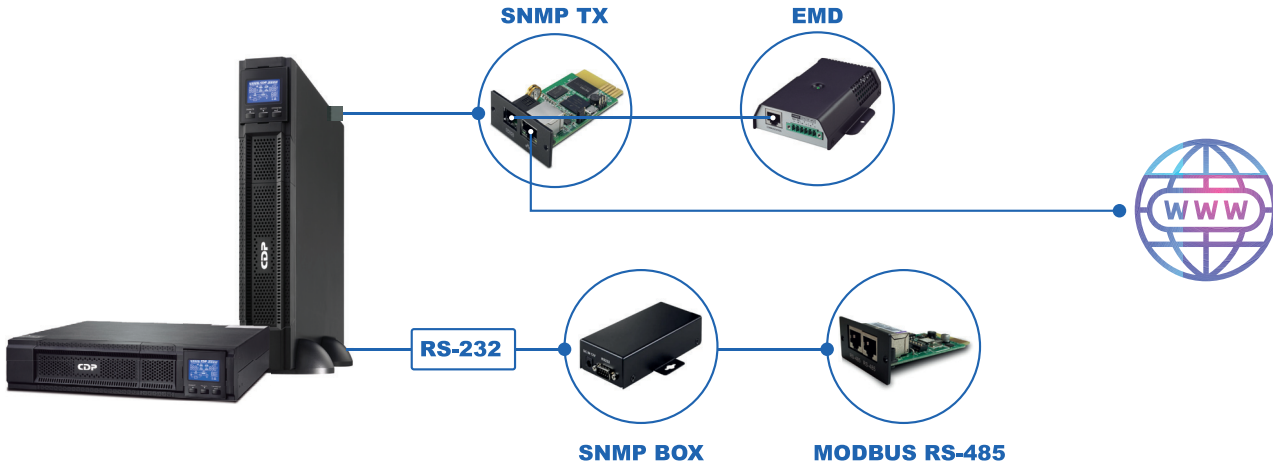 SNMP TX
EMD
WWW
CDP
CDP
RS-232
SNMP BOX
MODBUS RS-485